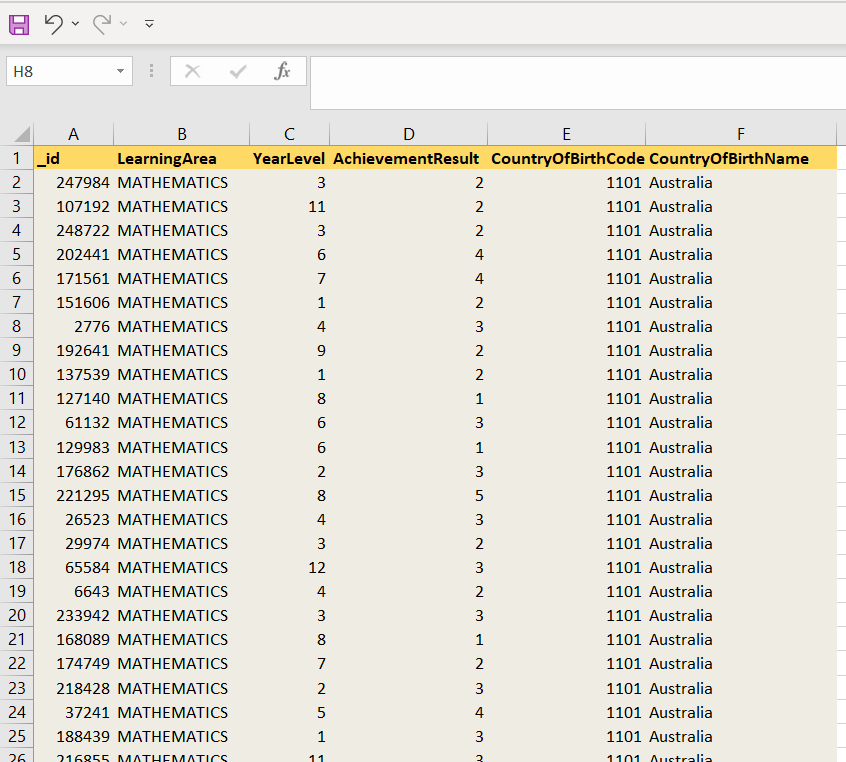 H8 fx
A B C D E F
1 _id LearningArea YearLevel AchievementResult CountryOfBirthCode CountryOfBirthName
2 247984 MATHEMATICS 3 2 1101 Australia
3 107192 MATHEMATICS 11 2 1101 Australia
4 248722 MATHEMATICS 3 2 1101 Australia
5 202441 MATHEMATICS 6 4 1101 Australia
6 171561 MATHEMATICS 7 4 1101 Australia
7 151606 MATHEMATICS 1 2 1101 Australia
8 2776 MATHEMATICS 4 3 1101 Australia
9 192641 MATHEMATICS 9 2 1101 Australia
10 137539 MATHEMATICS 1 2 1101 Australia
11 127140 MATHEMATICS 8 1 1101 Australia
12 61132 MATHEMATICS 6 3 1101 Australia
13 129983 MATHEMATICS 6 1 1101 Australia
14 176862 MATHEMATICS 2 3 1101 Australia
15 221295 MATHEMATICS 8 5 1101 Australia
16 26523 MATHEMATICS 4 3 1101 Australia
17 29974 MATHEMATICS 3 2 1101 Australia
18 65584 MATHEMATICS 12 3 1101 Australia
19 6643 MATHEMATICS 4 2 1101 Australia
20 233942 MATHEMATICS 3 3 1101 Australia
21 168089 MATHEMATICS 8 1 1101 Australia
22 174749 MATHEMATICS 7 2 1101 Australia
23 218428 MATHEMATICS 2 3 1101 Australia
24 37241 MATHEMATICS 5 4 1101 Australia
25 188439 MATHEMATICS 1 3 1101 Australia
26 216855 MATHEMATICS 11 3 1101 Australia